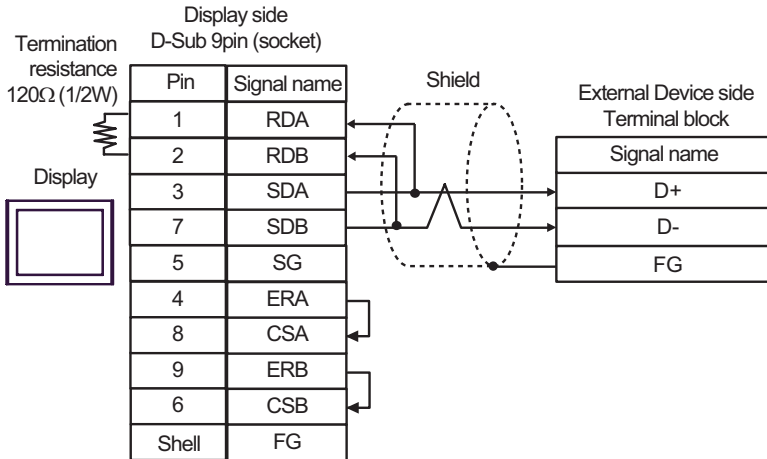 Display side
D-Sub 9pin (socket)
Termination
resistance
120Ω (1/2W)
Display
Pin Signal name
1 RDA
2 RDB
3 SDA
7 SDB
5 SG
4 ERA
8 CSA
9 ERB
6 CSB
Shell FG
Shield
External Device side
Terminal block
Signal name
D+
D-
FG